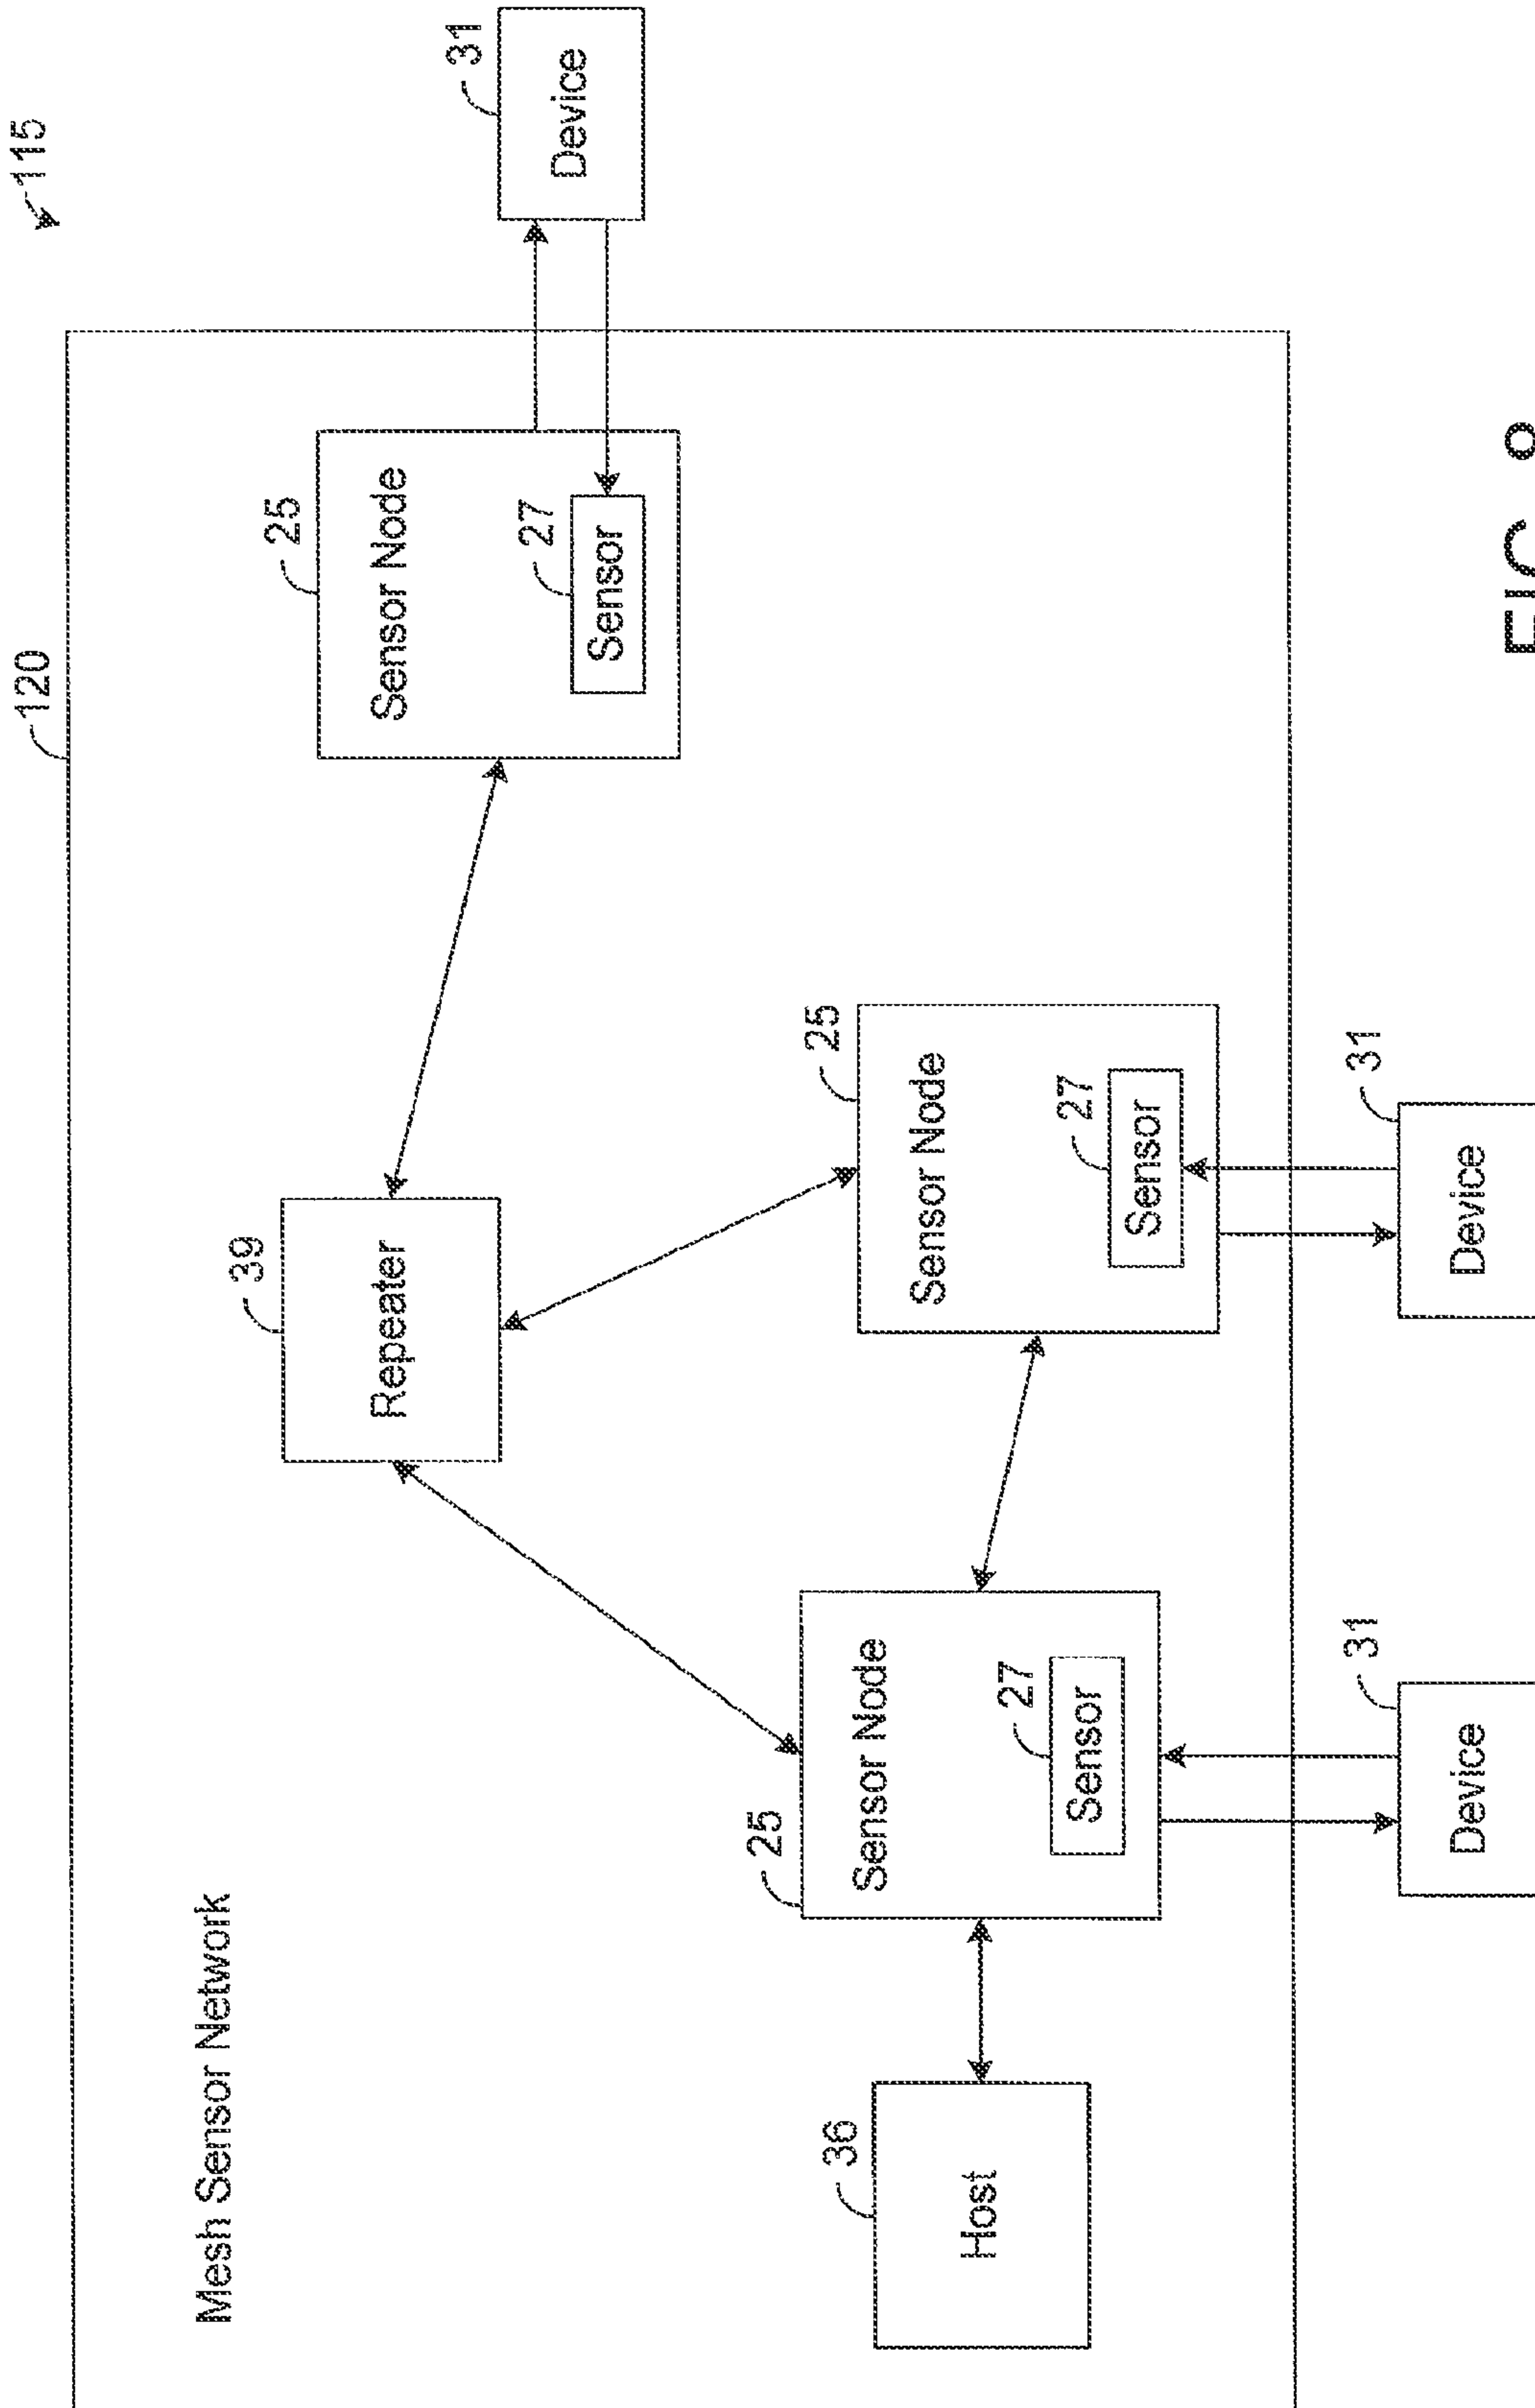 115
120
Mesh Sensor Network
39
Repeater
25
Sensor Node
27
Sensor
31
Device
36
Host
25
Sensor Node
27
Sensor
25
Sensor Node
27
Sensor
31
Device
31
Device